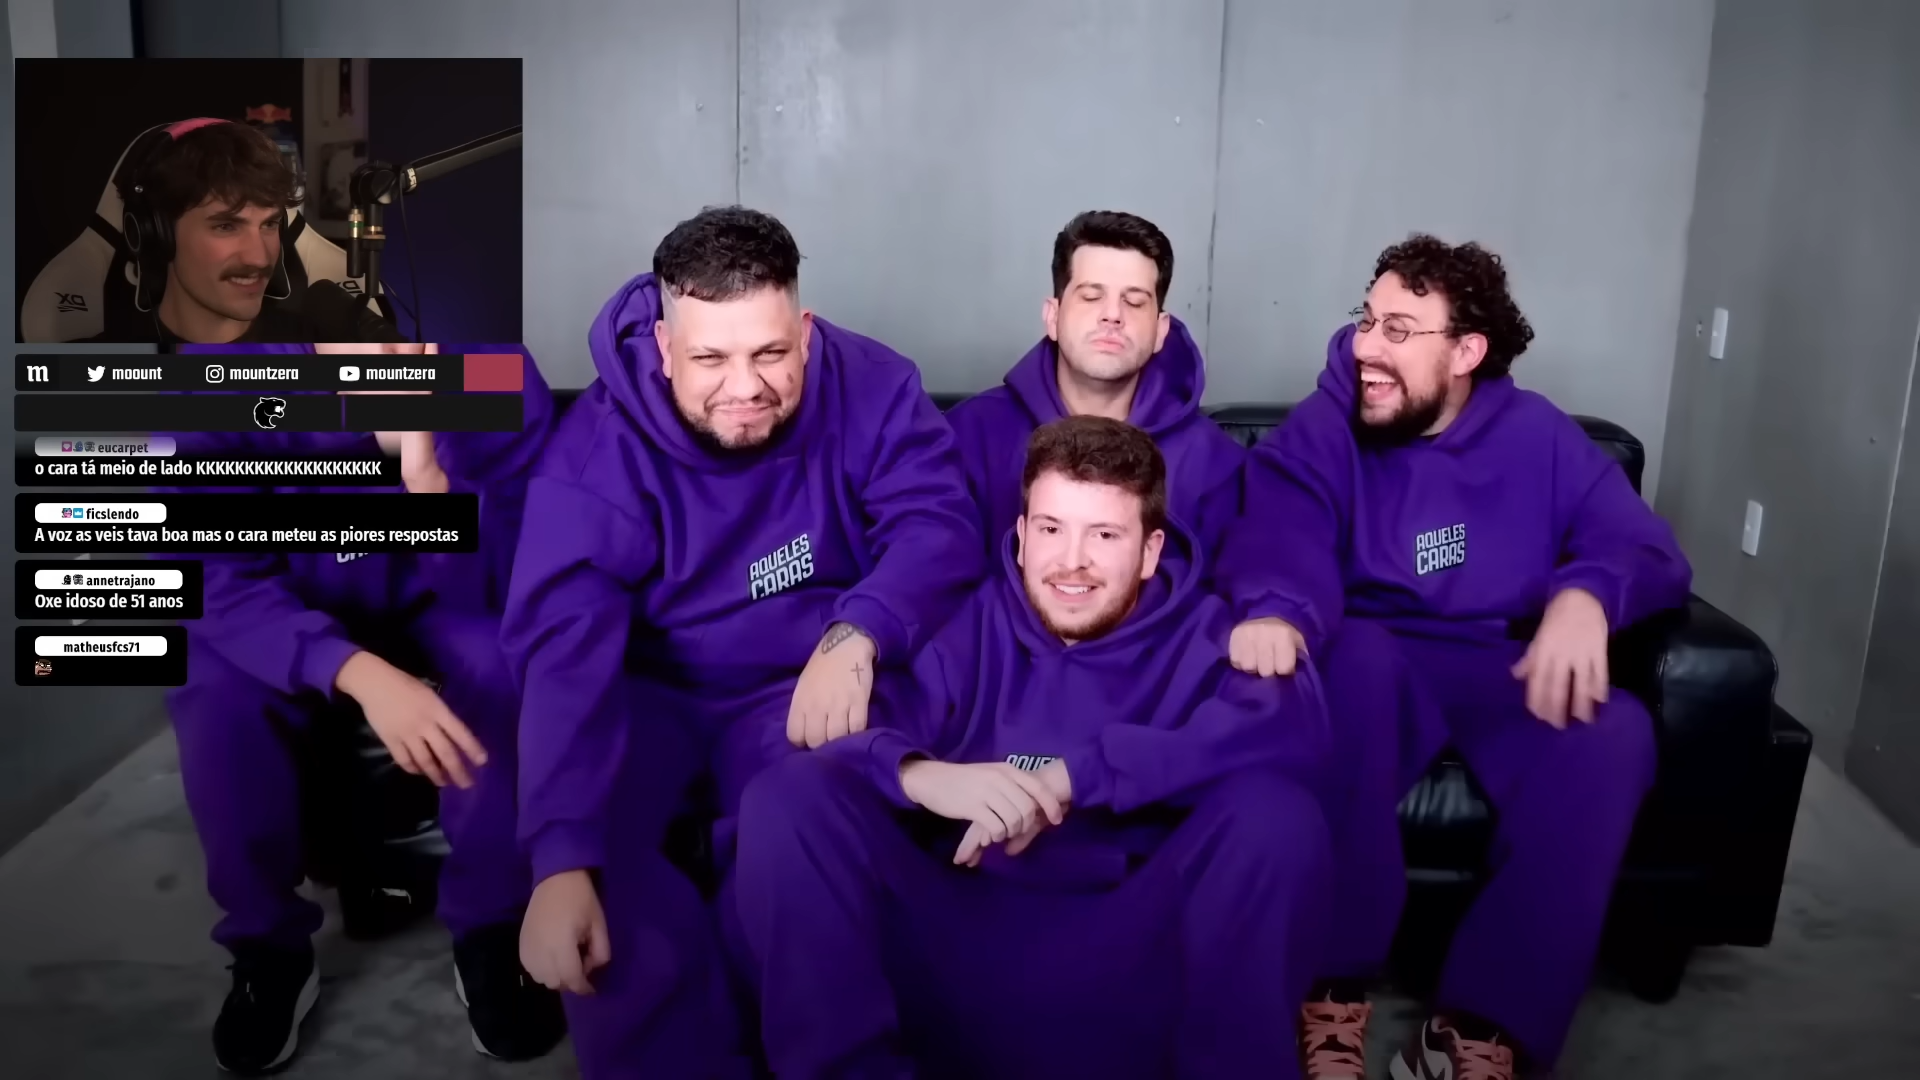 m moount mountzera mountzera
eucarpet
o cara tá meio de lado KKKKKKKKKKKKKKKKKKK
ficslendo
A voz as veis tava boa mas o cara meteu as piores respostas
annetrajano
Oxe idoso de 51 anos
matheusfcs71
AQUELES
CARAS
AQUELES
CARAS